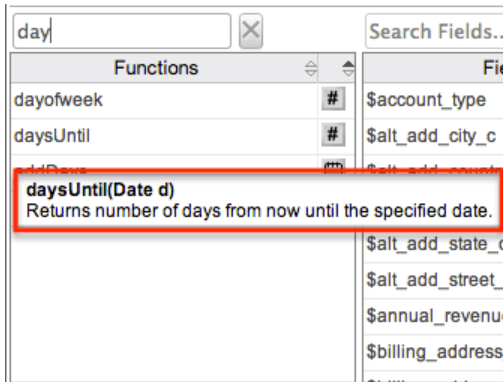 day
Search Fields..
Functions
Fie
dayofweek #
$account_type
daysUntil #
$alt_add_city_c
daysUntil(Date d)
Returns number of days from now until the specified date.
$alt_add_state_
$alt_add_street_
$annual_revenu
$billing_address